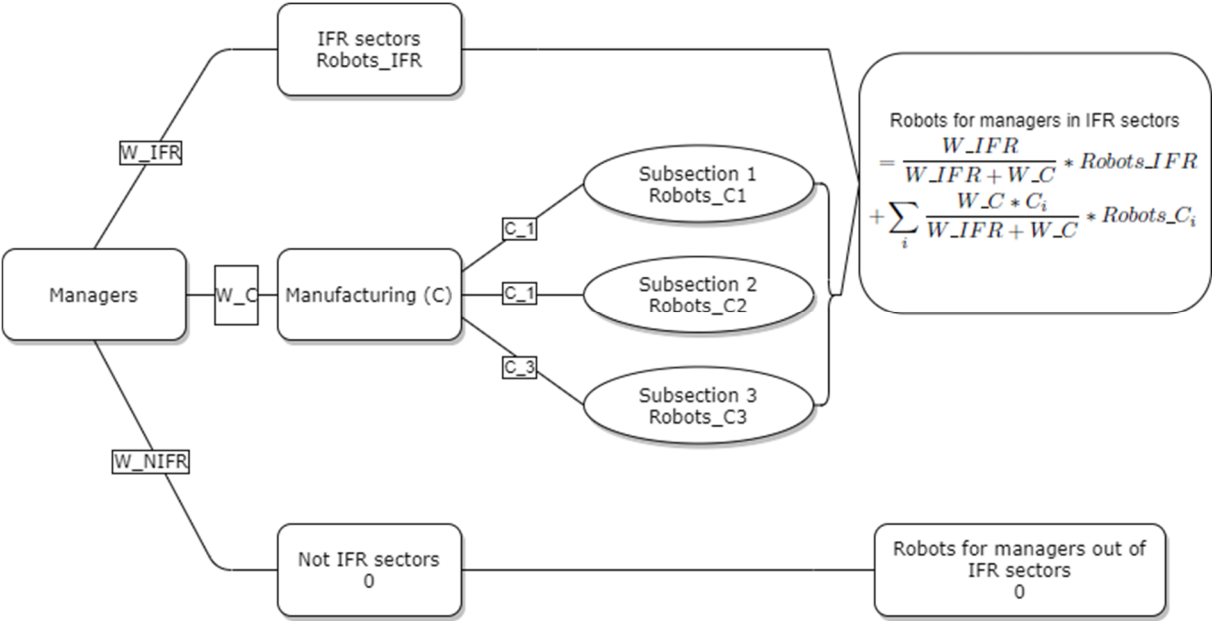 IFR sectors
Robots_IFR
W_IFR
Managers
W_C
Manufacturing (C)
C_1
C_1
C_3
Subsection 1
Robots_C1
Subsection 2
Robots_C2
Subsection 3
Robots_C3
Robots for managers in IFR sectors
= W_IFR / (W_IFR + W_C) * Robots_IFR
+ ∑_i (W_C * C_i) / (W_IFR + W_C) * Robots_C_i
W_NIFR
Not IFR sectors
0
Robots for managers out of
IFR sectors
0